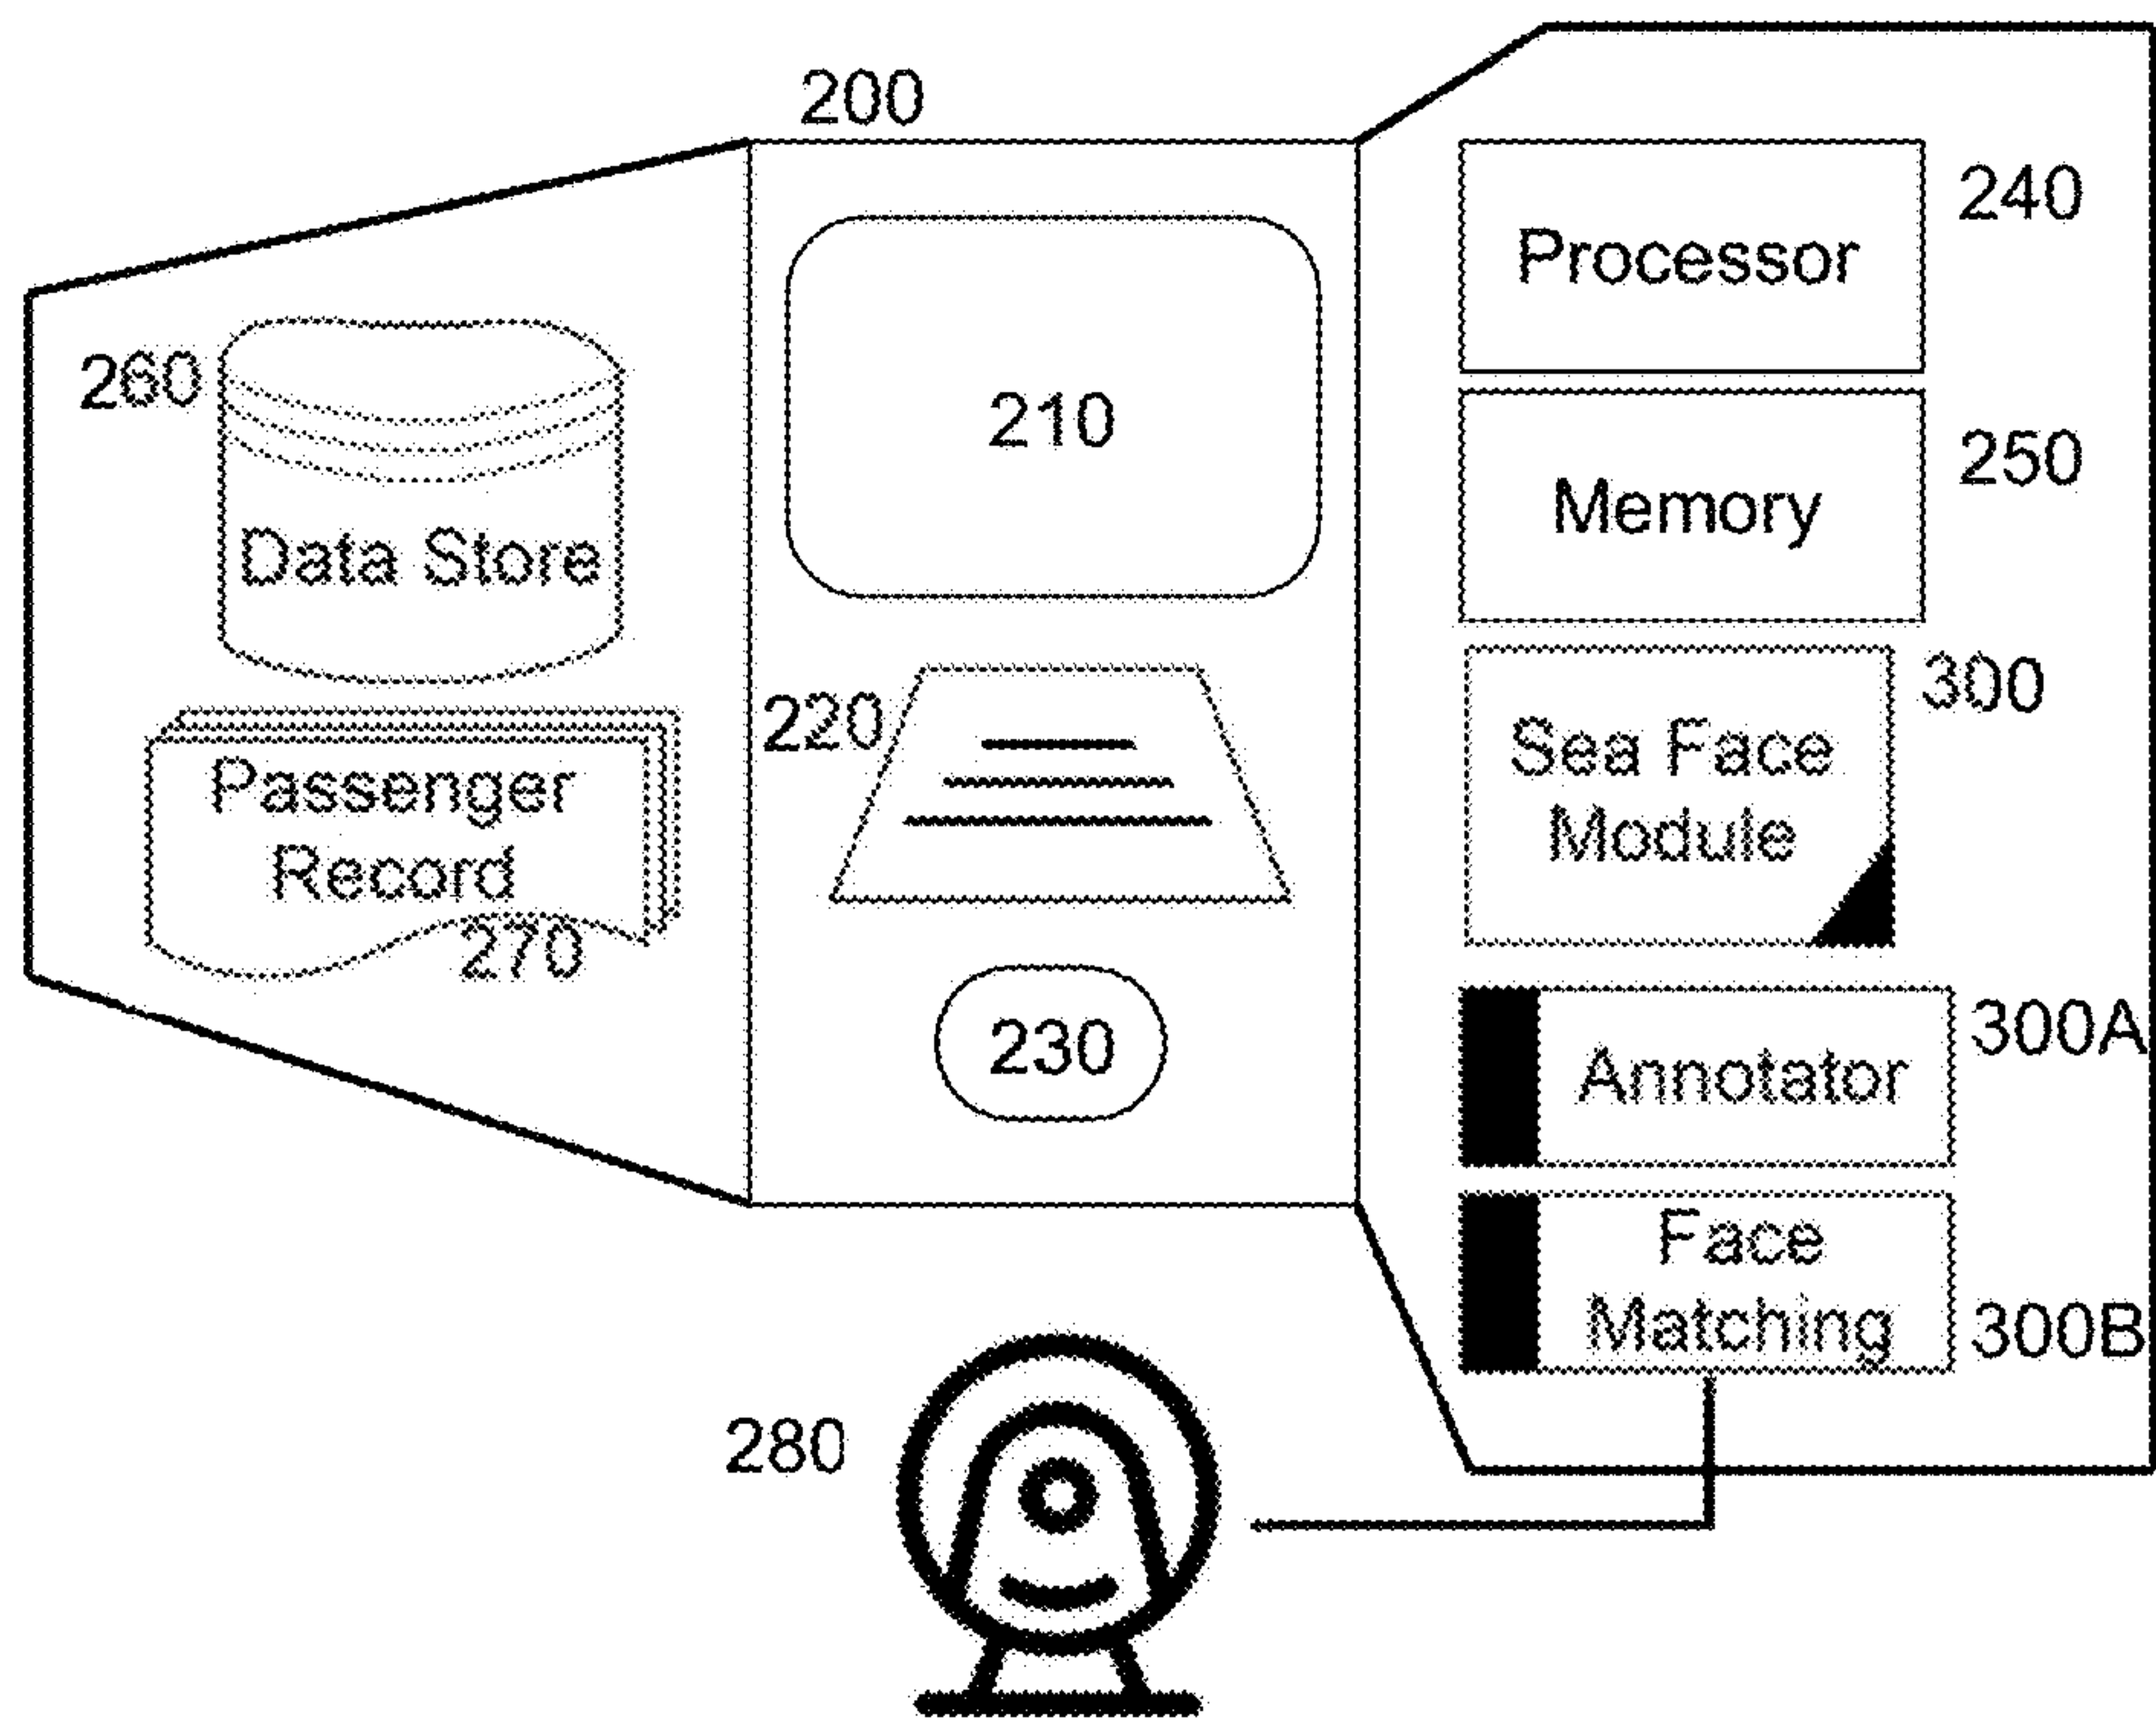 200
260
Data Store
Passenger
Record
270
210
220
230
240
Processor
250
Memory
300
Sea Face
Module
300A
Annotator
Face
Matching
300B
280